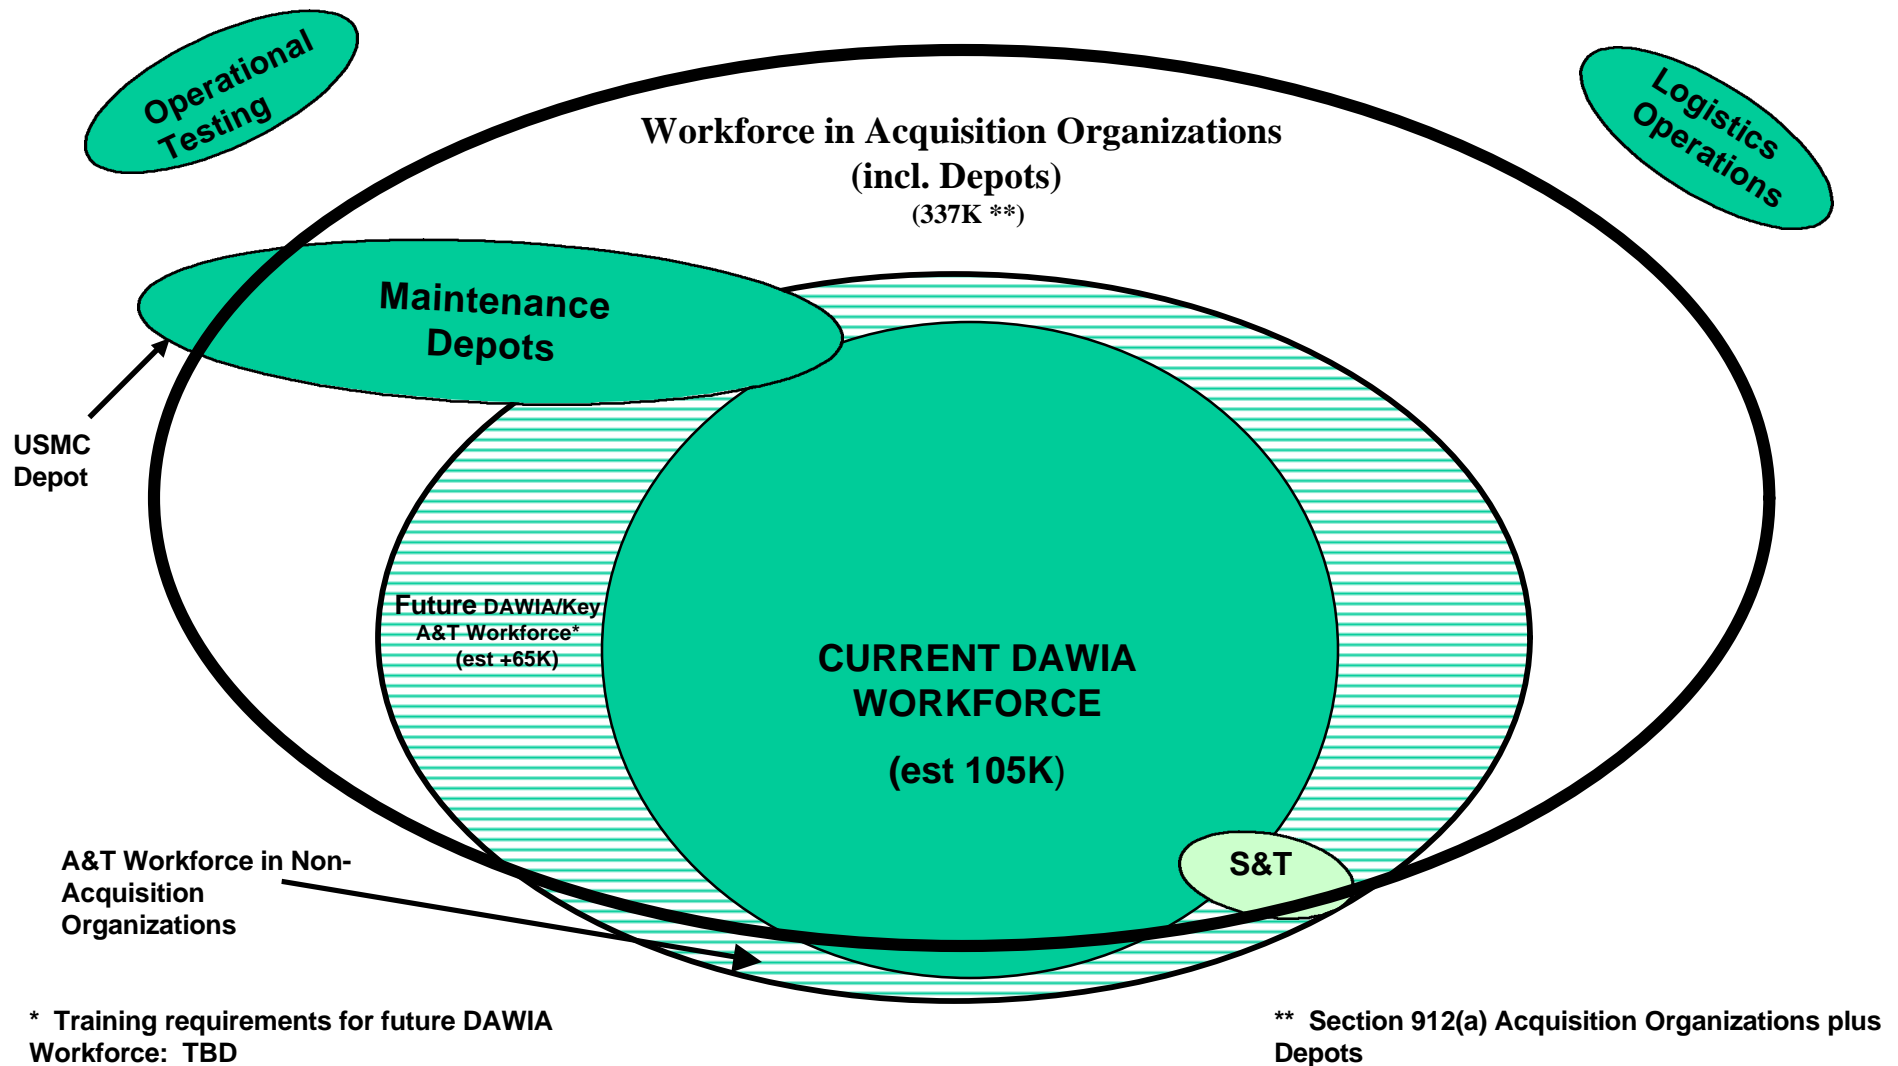 Operational
Testing
Logistics
Operations
Workforce in Acquisition Organizations
(incl. Depots)
(337K **)
Maintenance
Depots
USMC
Depot
Future DAWIA/Key
A&T Workforce*
(est +65K)
CURRENT DAWIA
WORKFORCE
(est 105K)
S&T
A&T Workforce in Non-
Acquisition
Organizations
* Training requirements for future DAWIA
Workforce: TBD
** Section 912(a) Acquisition Organizations plus
Depots